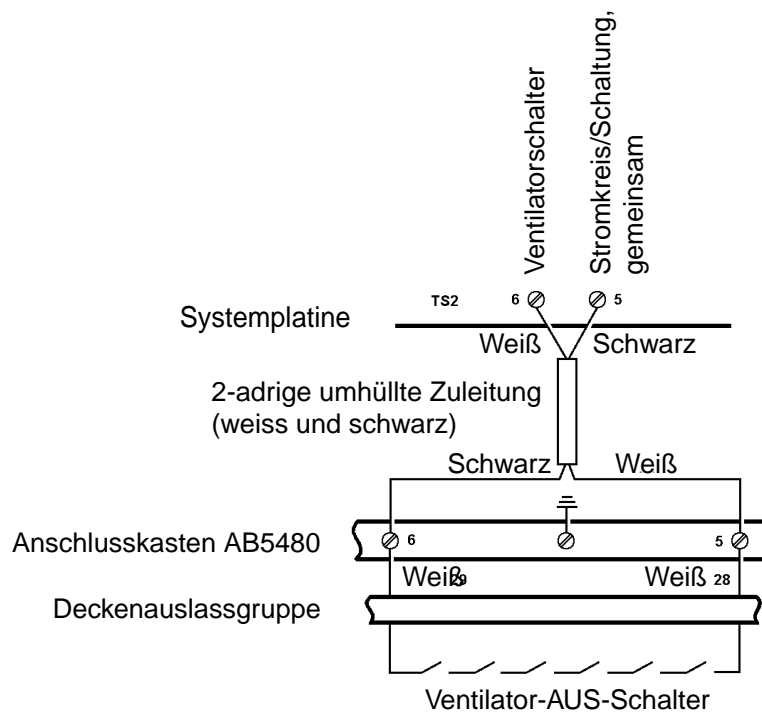 Ventilatorschalter
Stromkreis/Schaltung,
gemeinsam
TS2 6 5
Systemplatine
Weiß Schwarz
2-adrige umhüllte Zuleitung
(weiss und schwarz)
Schwarz Weiß
Anschlusskasten AB5480 6 5
Weiß 29 Weiß 28
Deckenauslassgruppe
Ventilator-AUS-Schalter